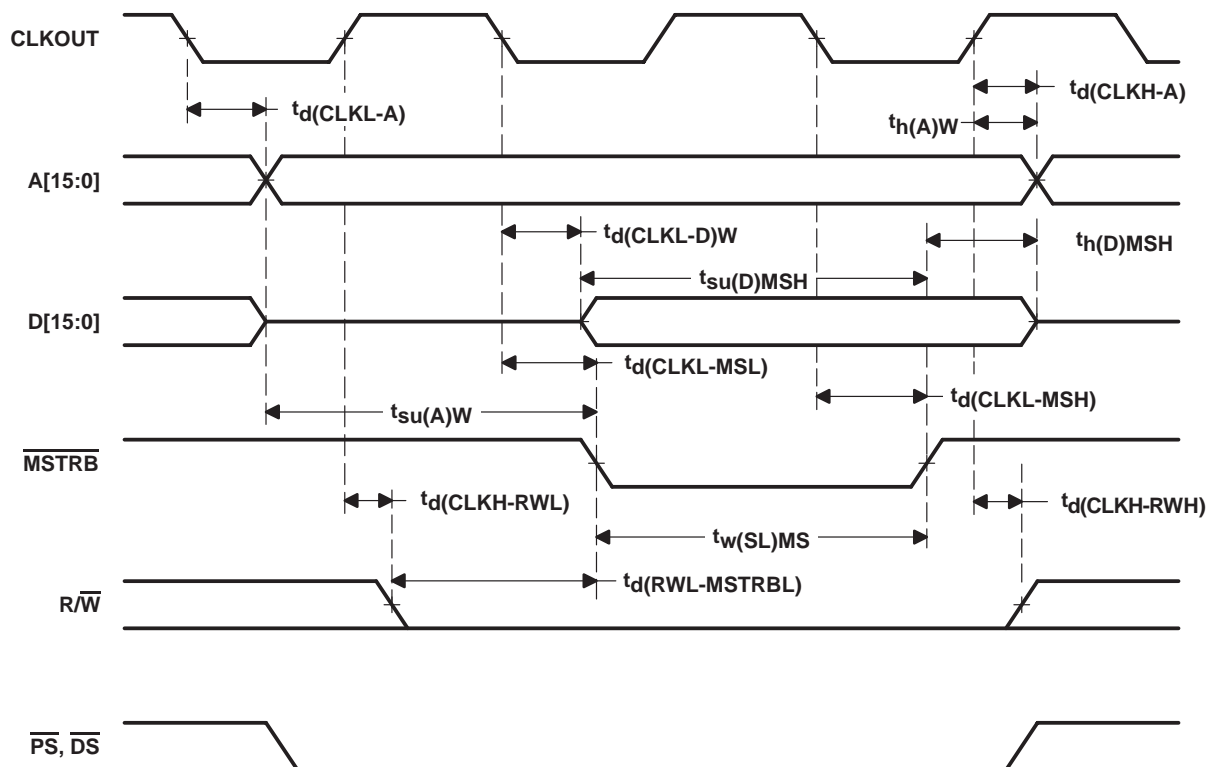 CLKOUT
td(CLKL-A)
td(CLKH-A)
th(A)W
A[15:0]
td(CLKL-D)W
th(D)MSH
tsu(D)MSH
D[15:0]
td(CLKL-MSL)
td(CLKL-MSH)
tsu(A)W
MSTRB
td(CLKH-RWL)
td(CLKH-RWH)
tw(SL)MS
td(RWL-MSTRBL)
R/W
PS, DS